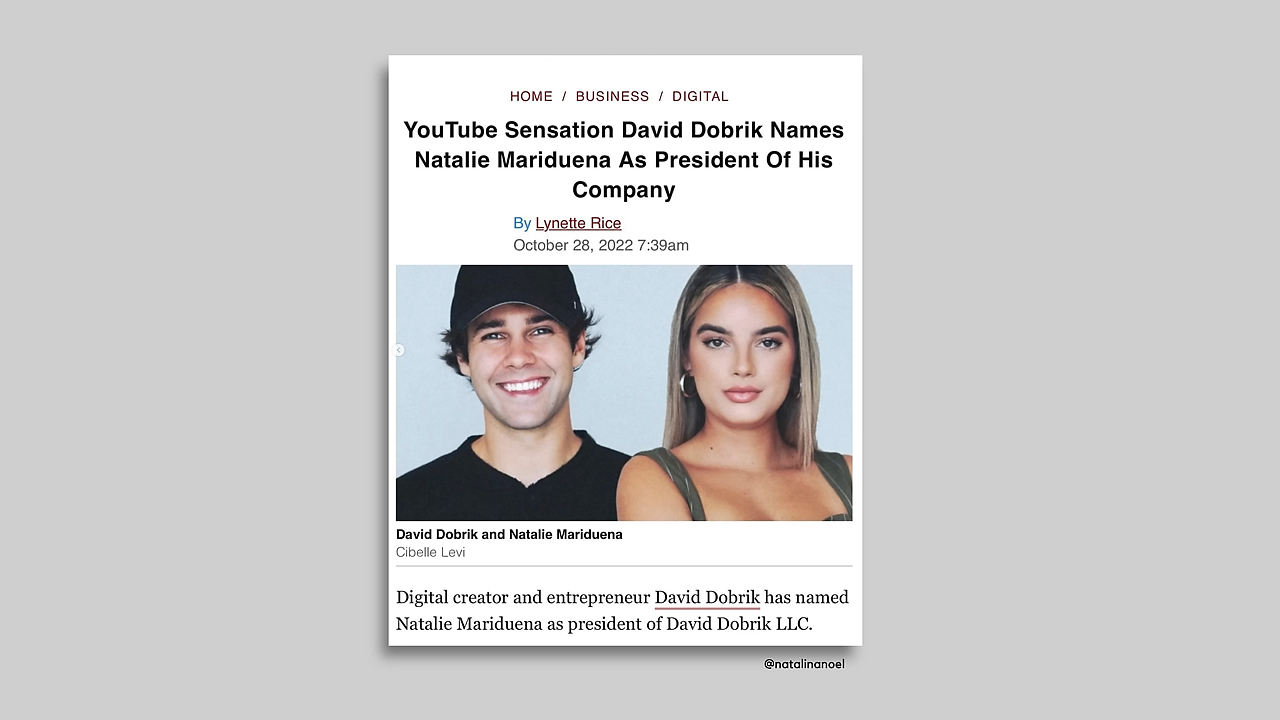 HOME / BUSINESS / DIGITAL
YouTube Sensation David Dobrik Names
Natalie Mariduena As President Of His
Company
By Lynette Rice
October 28, 2022 7:39am
David Dobrik and Natalie Mariduena
Cibelle Levi
Digital creator and entrepreneur David Dobrik has named
Natalie Mariduena as president of David Dobrik LLC.
@natalinanoel